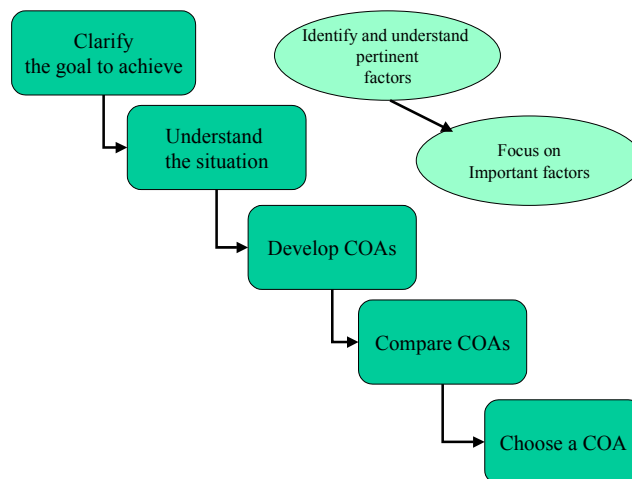 Clarify
the goal to achieve
Identify and understand
pertinent
factors
Understand
the situation
Focus on
Important factors
Develop COAs
Compare COAs
Choose a COA